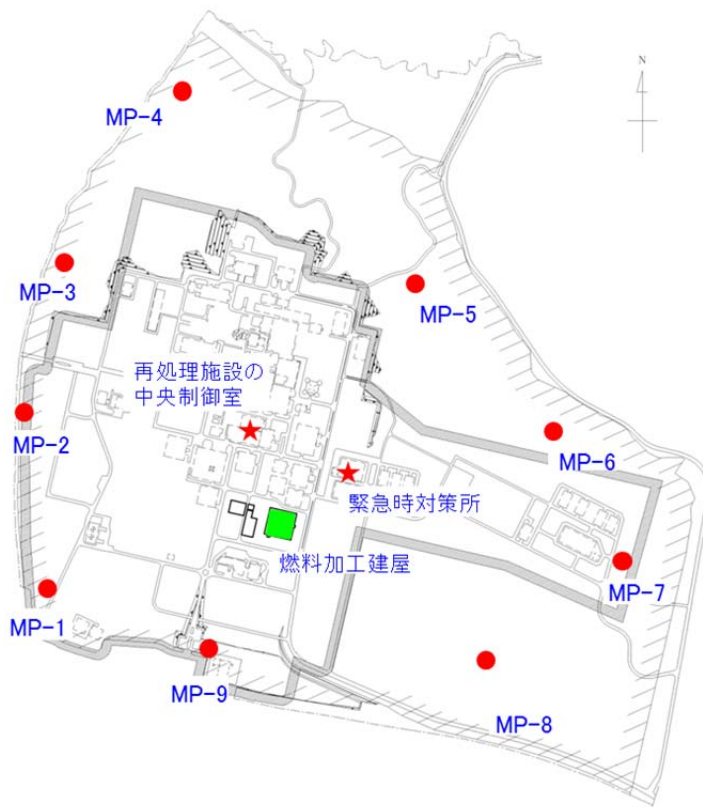 N
MP-4
MP-3
MP-5
再処理施設の
中央制御室
MP-2
MP-6
緊急時対策所
燃料加工建屋
MP-7
MP-1
MP-9
MP-8